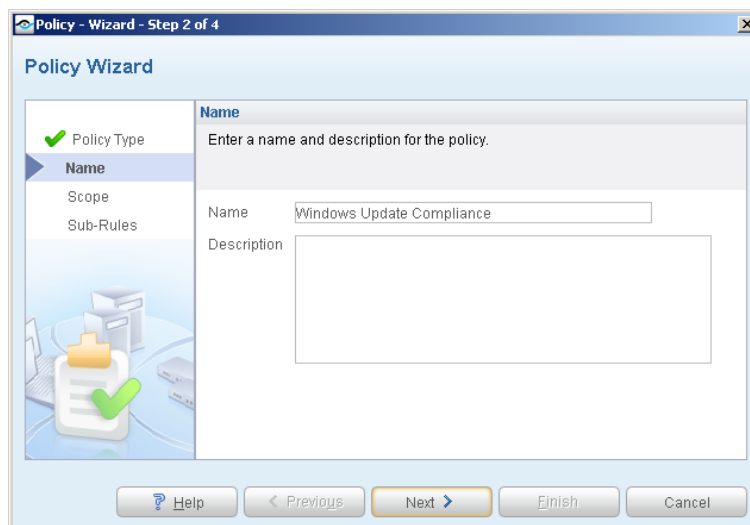 Policy - Wizard - Step 2 of 4
Policy Wizard
Policy Type
Name
Scope
Sub-Rules
Name
Enter a name and description for the policy.
Name Windows Update Compliance
Description
Help Previous Next Finish Cancel